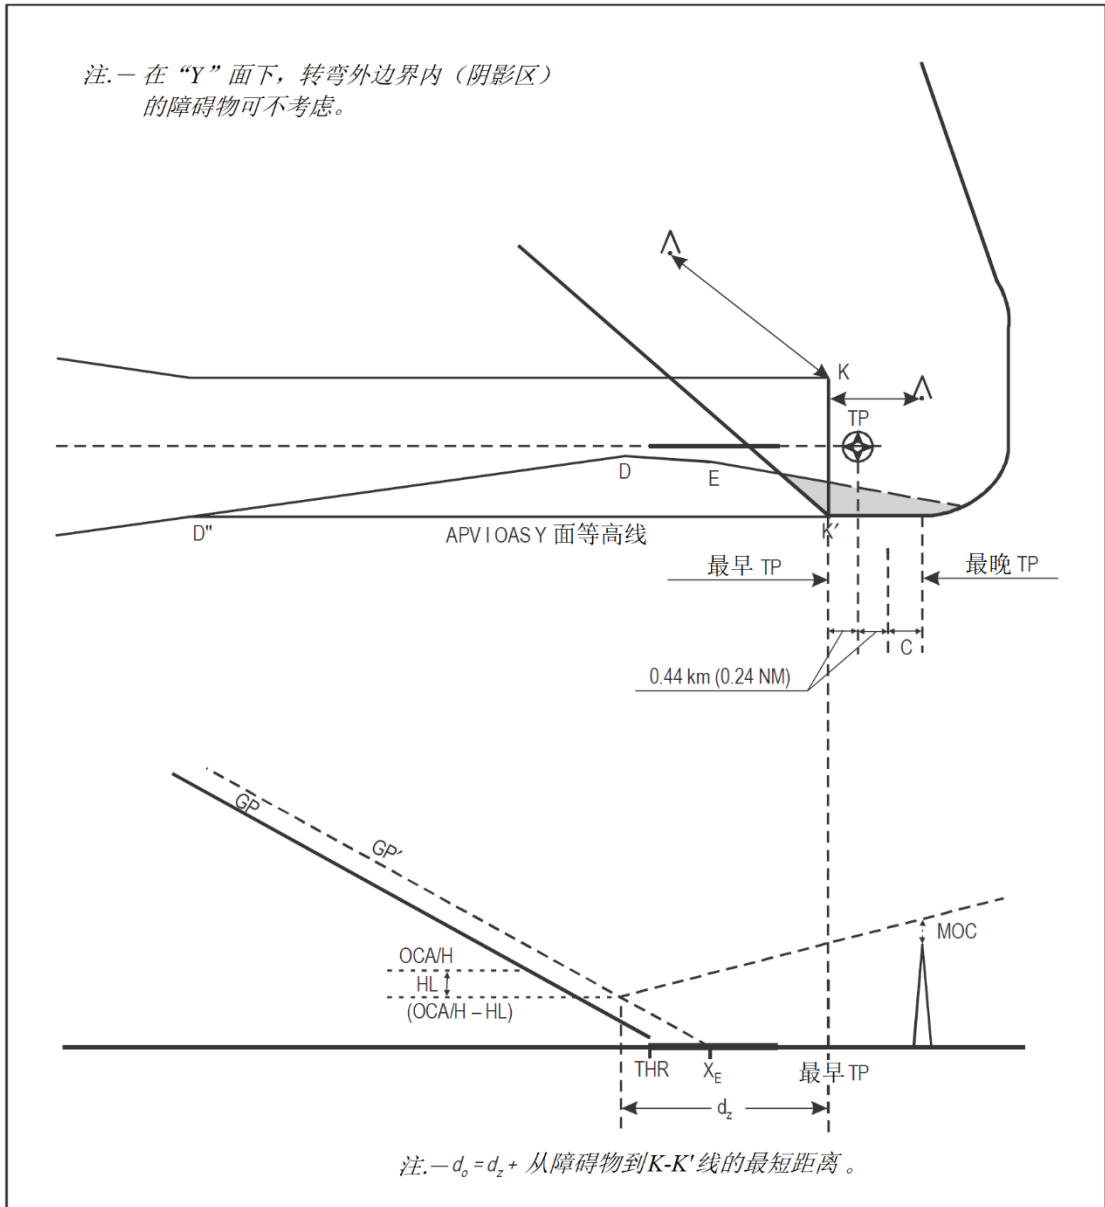 注.— 在“Y”面下，转弯外边界内（阴影区）
的障碍物可不考虑。
K
TP
D
E
D"
APV I OAS Y 面等高线
K′
最早 TP
最晚 TP
C
0.44 km (0.24 NM)
GP
GP′
OCA/H
HL
(OCA/H – HL)
MOC
THR
XE
最早 TP
dz
注.—do = dz + 从障碍物到K-K'线的最短距离。